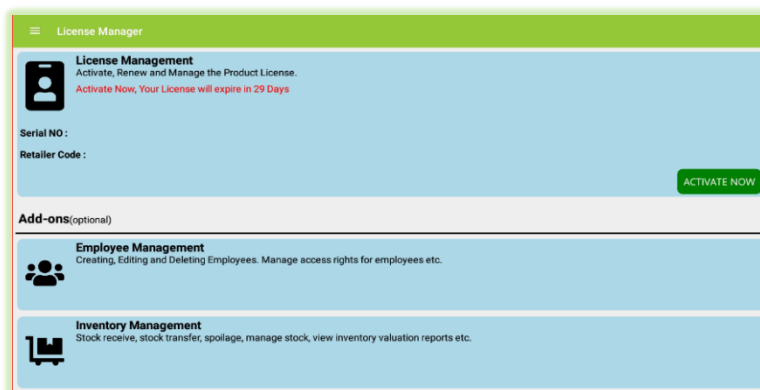 License Manager
License Management
Activate, Renew and Manage the Product License.
Activate Now, Your License will expire in 29 Days
Serial NO :
Retailer Code :
ACTIVATE NOW
Add-ons(optional)
Employee Management
Creating, Editing and Deleting Employees. Manage access rights for employees etc.
Inventory Management
Stock receive, stock transfer, spoilage, manage stock, view inventory valuation reports etc.